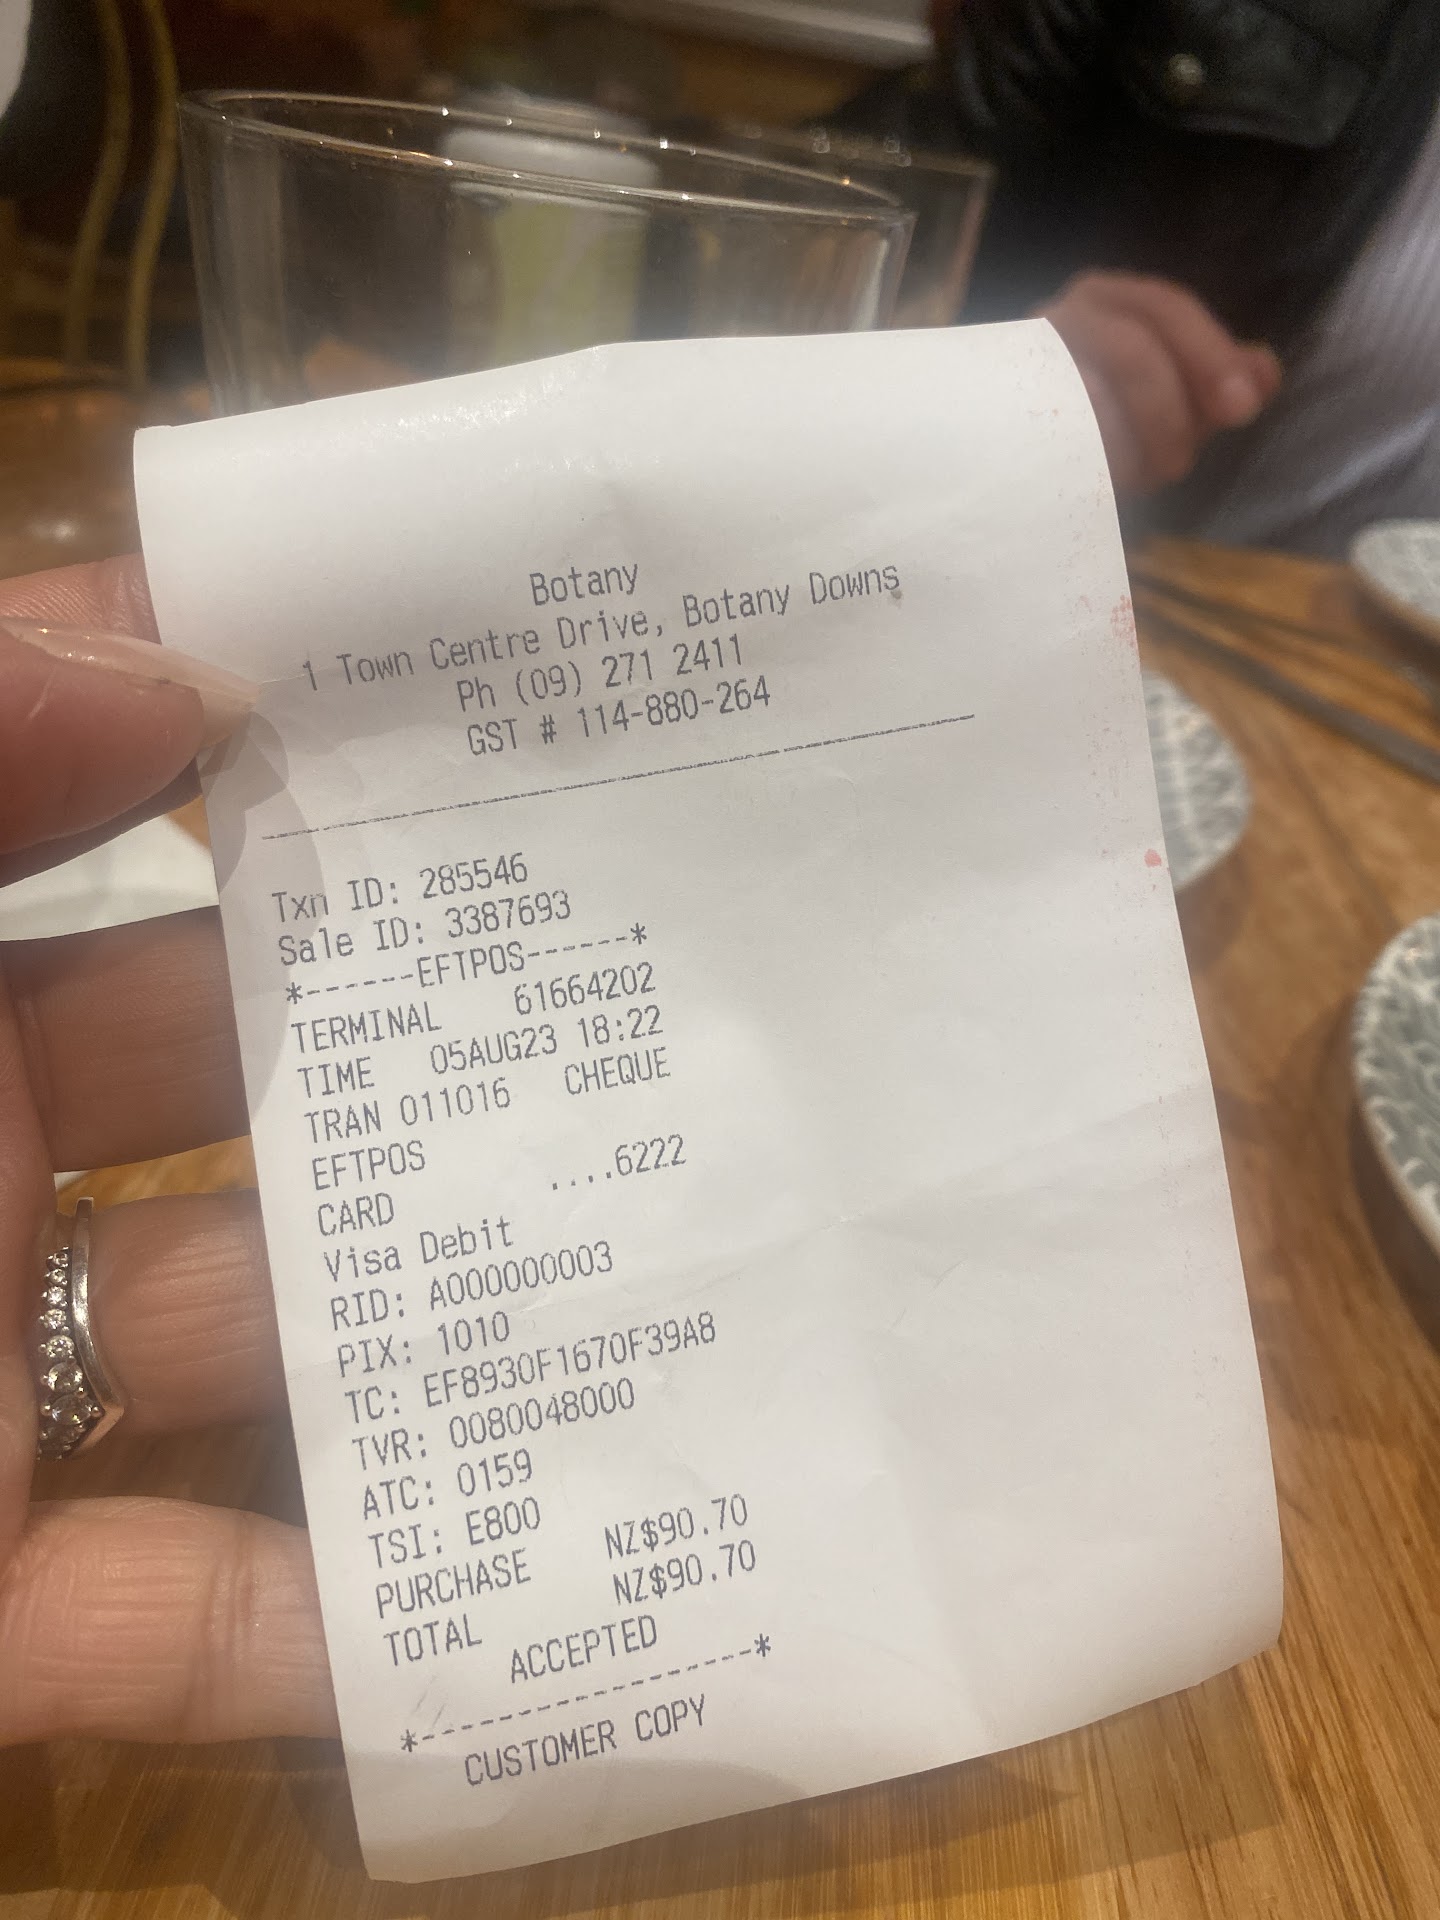 Botany
1 Town Centre Drive, Botany Downs
Ph (09) 271 2411
GST # 114-880-264
Txn ID: 285546
Sale ID: 3387693
*------EFTPOS------*
TERMINAL 61664202
TIME 05AUG23 18:22
TRAN 011016 CHEQUE
EFTPOS
CARD ....6222
Visa Debit
RID: A000000003
PIX: 1010
TC: EF8930F1670F39A8
TVR: 0080048000
ATC: 0159
TSI: E800
PURCHASE NZ$90.70
TOTAL NZ$90.70
ACCEPTED
*------------------*
CUSTOMER COPY